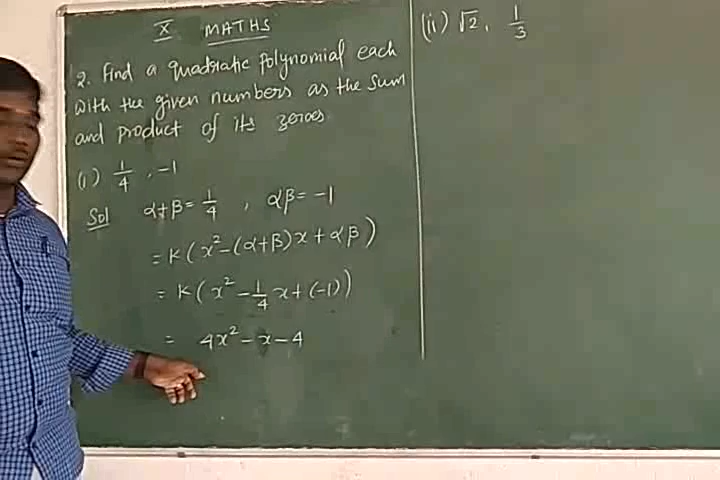 X MATHS
2. Find a quadratic polynomial each
with the given numbers as the sum
and product of its zeroes
(i) 1/4, -1
Sol α+β = 1/4, αβ = -1
= K(x² - (α+β)x + αβ)
= K(x² - 1/4 x + (-1))
= 4x² - x - 4
(ii) √2, 1/3